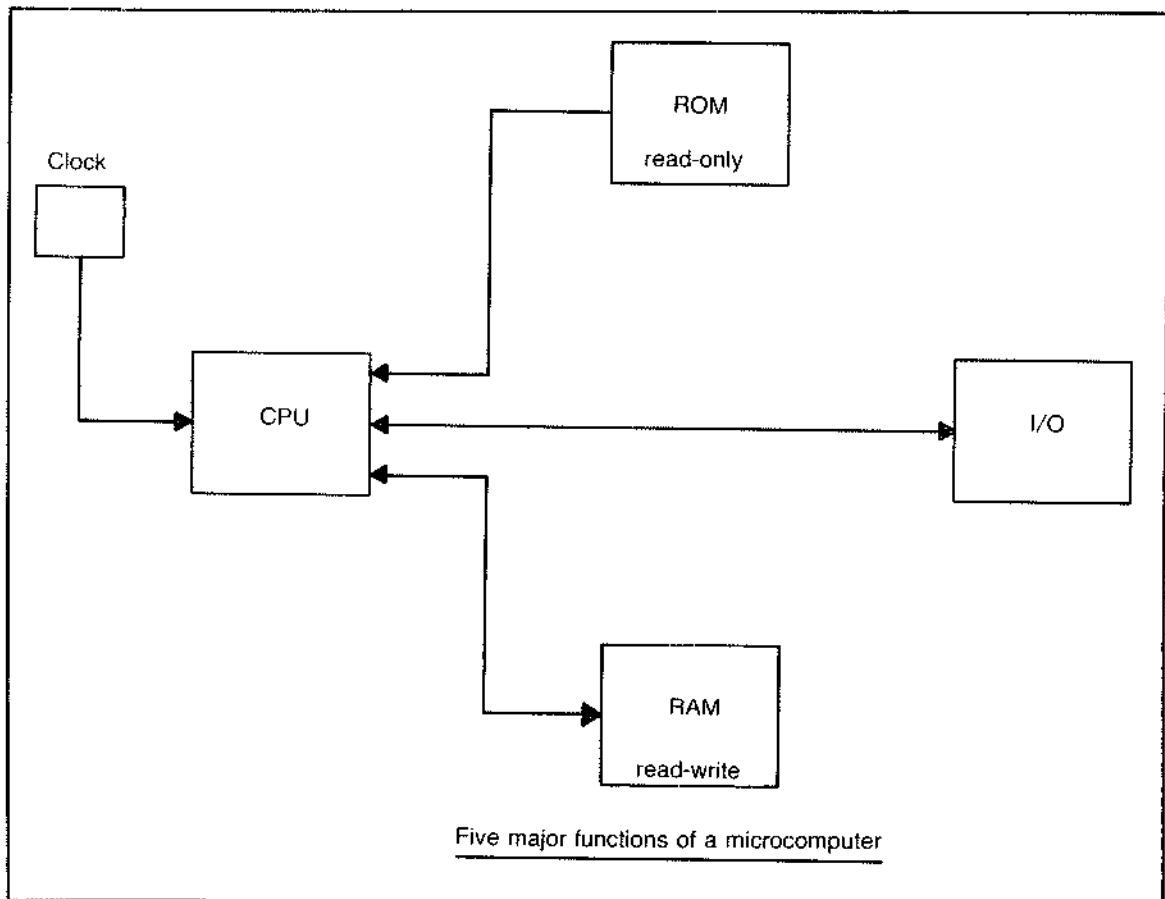 ROM
read-only
Clock
CPU
I/O
RAM
read-write
Five major functions of a microcomputer